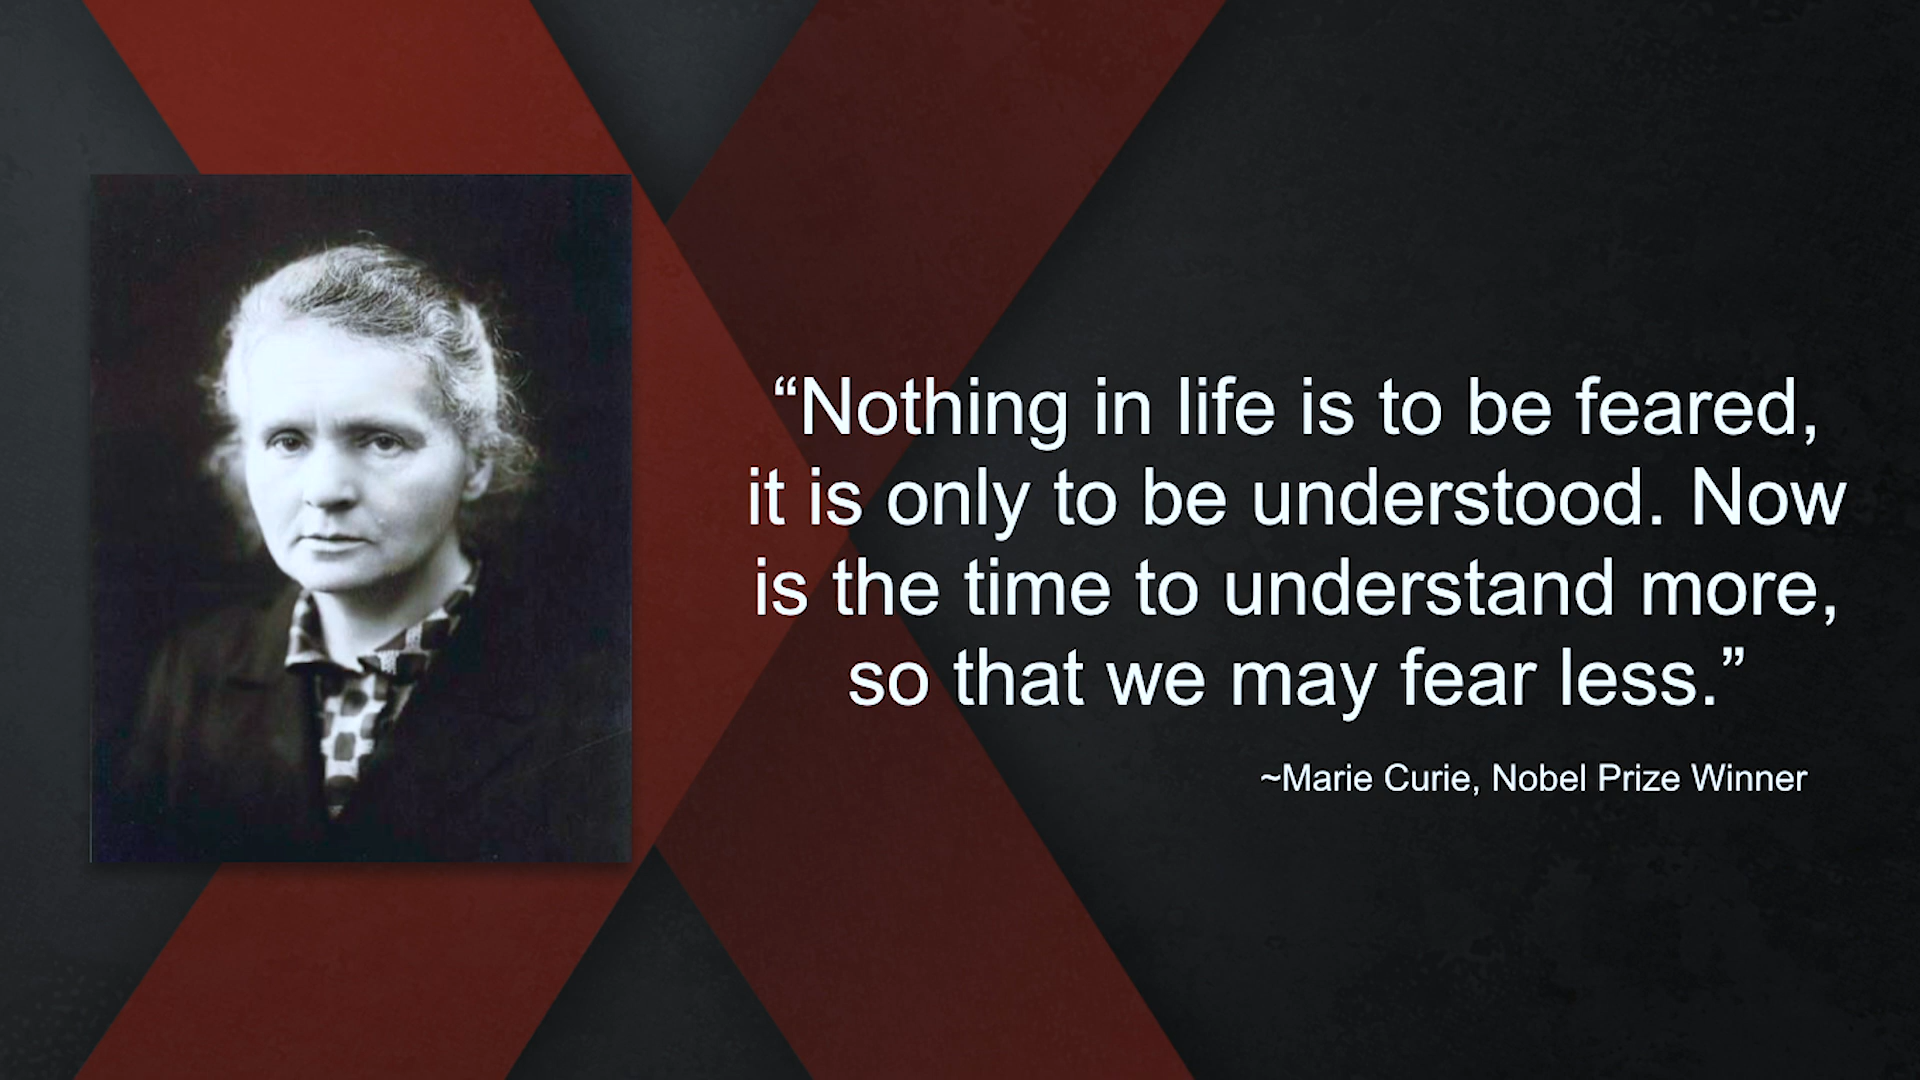 “Nothing in life is to be feared,
it is only to be understood. Now
is the time to understand more,
so that we may fear less.”
~Marie Curie, Nobel Prize Winner